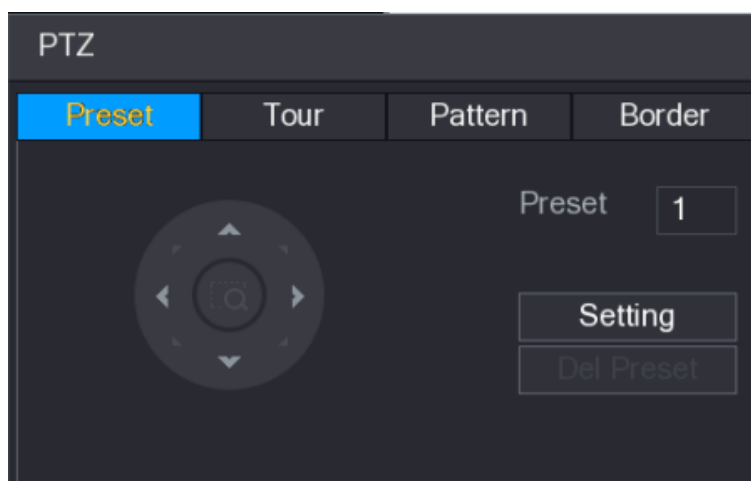 PTZ
Preset Tour Pattern Border
Preset 1
Setting
Del Preset